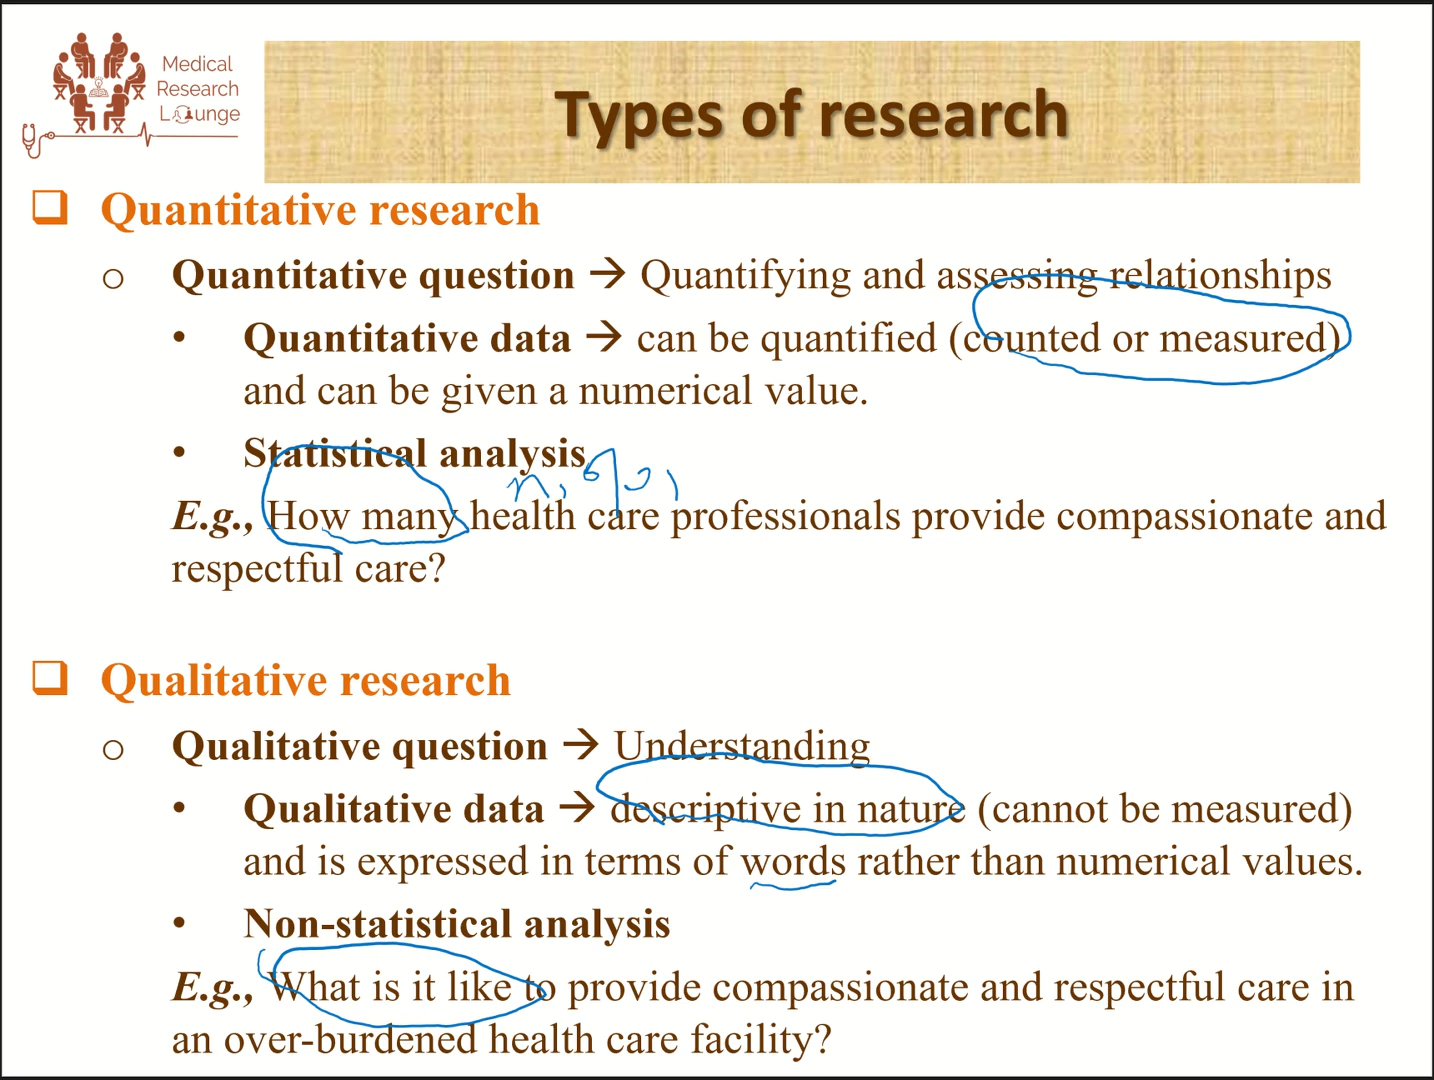 Medical
Research
Lounge
Types of research
❑ Quantitative research
o Quantitative question → Quantifying and assessing relationships
• Quantitative data → can be quantified (counted or measured)
and can be given a numerical value.
• Statistical analysis
E.g., How many health care professionals provide compassionate and
respectful care?
❑ Qualitative research
o Qualitative question → Understanding
• Qualitative data → descriptive in nature (cannot be measured)
and is expressed in terms of words rather than numerical values.
• Non-statistical analysis
E.g., What is it like to provide compassionate and respectful care in
an over-burdened health care facility?